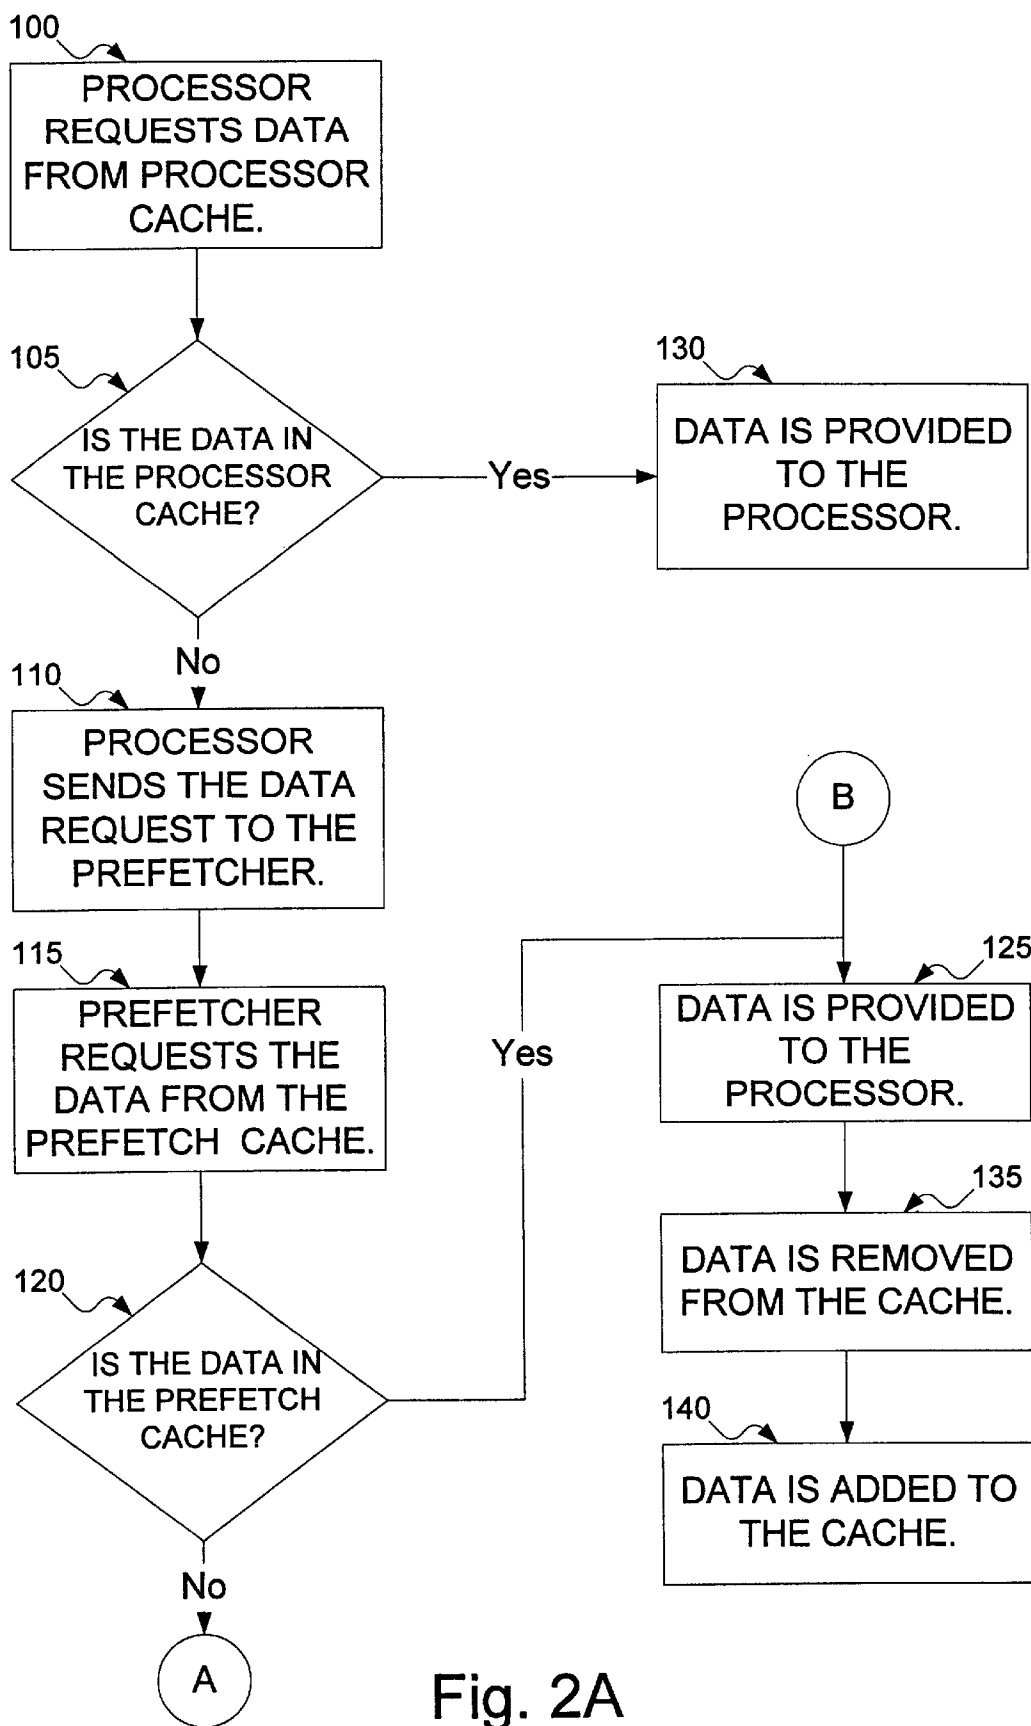 100
PROCESSOR
REQUESTS DATA
FROM PROCESSOR
CACHE.
105
IS THE DATA IN
THE PROCESSOR
CACHE?
Yes
130
DATA IS PROVIDED
TO THE
PROCESSOR.
No
110
PROCESSOR
SENDS THE DATA
REQUEST TO THE
PREFETCHER.
115
PREFETCHER
REQUESTS THE
DATA FROM THE
PREFETCH CACHE.
120
IS THE DATA IN
THE PREFETCH
CACHE?
Yes
No
A
B
125
DATA IS PROVIDED
TO THE
PROCESSOR.
135
DATA IS REMOVED
FROM THE CACHE.
140
DATA IS ADDED TO
THE CACHE.
Fig. 2A